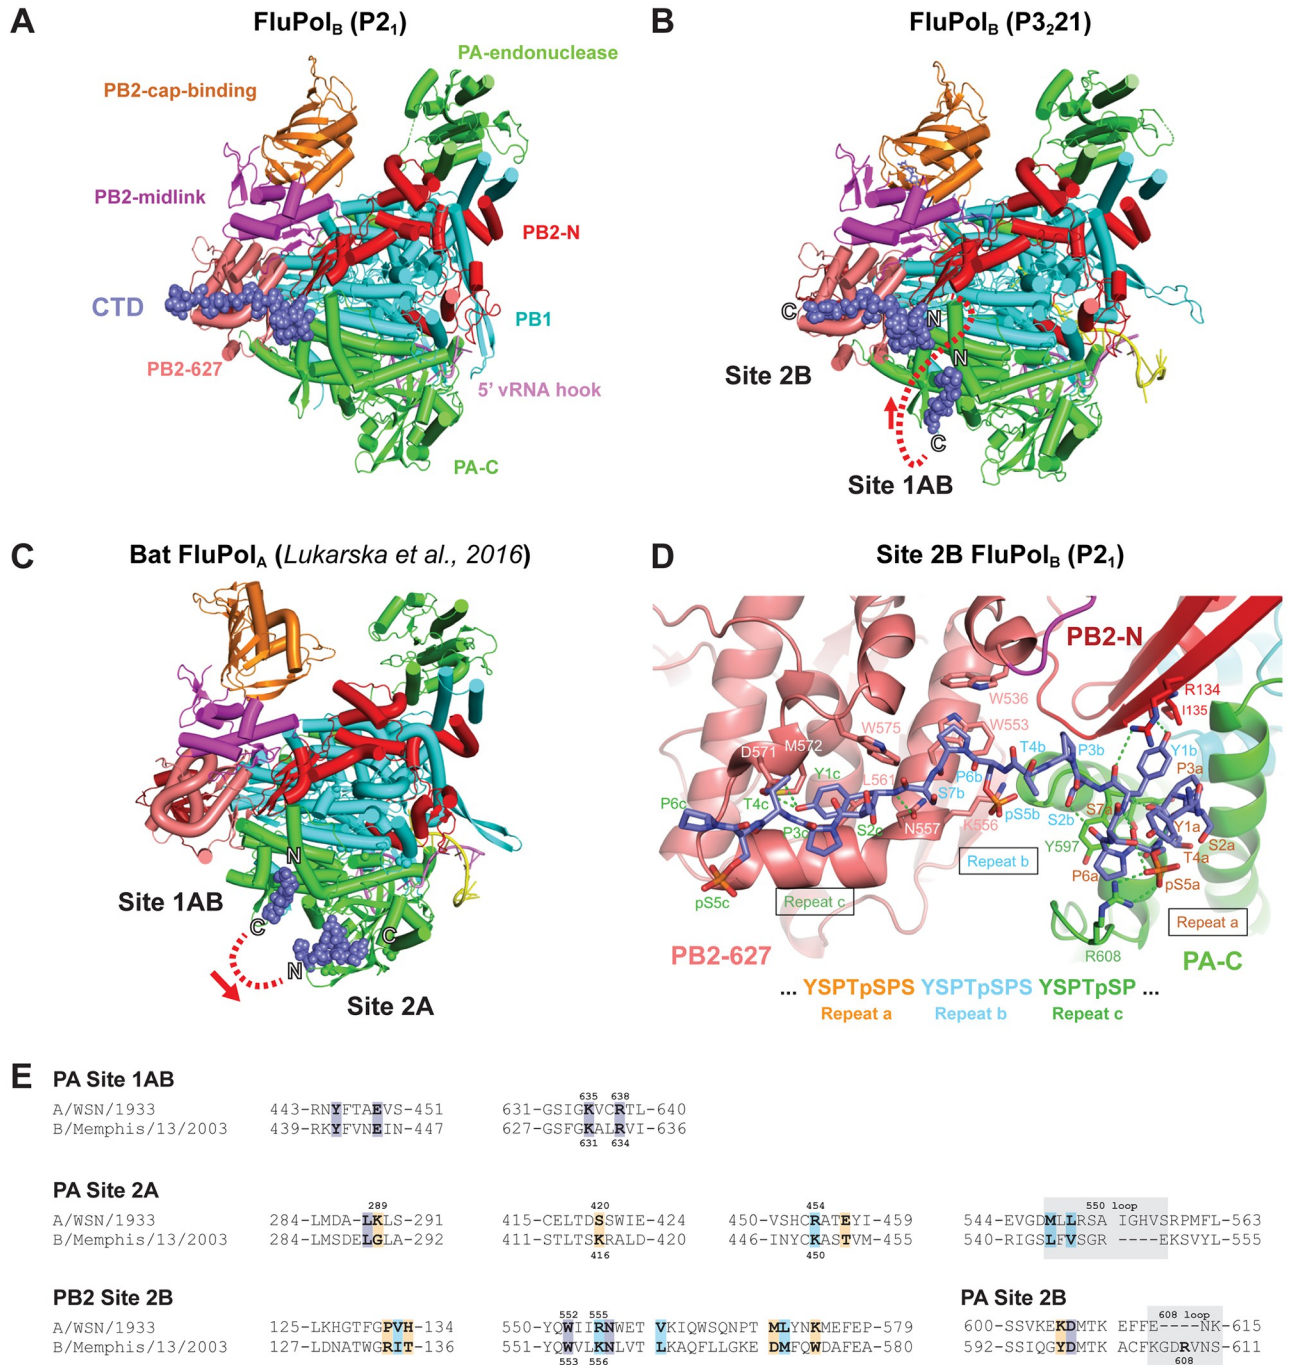 A
FluPolB (P21)
PA-endonuclease
PB2-cap-binding
PB2-midlink
PB2-N
CTD
PB1
PB2-627
5’ vRNA hook
PA-C
B
FluPolB (P3221)
C
N
N
Site 2B
C
Site 1AB
C
Bat FluPolA (Lukarska et al., 2016)
N
Site 1AB
C
C
N
Site 2A
D
Site 2B FluPolB (P21)
PB2-N
R134
I135
W536
W575
W553
D571
M572
T4b
P3b
Y1b
P3a
L561
P6b
P6c
T4c
Y1c
S7b
S7a
pS5b
S2b
Y1a
P3c
S2c
N557
K556
Y597
S2a
T4a
P6a
pS5a
Repeat b
pS5c
Repeat c
Repeat a
R608
PB2-627
PA-C
... YSPTpSPS YSPTpSPS YSPTpSP ...
Repeat a Repeat b Repeat c
E
PA Site 1AB
635 638
A/WSN/1933 443-RNYFTAEVS-451 631-GSIGKVCRTL-640
B/Memphis/13/2003 439-RKYFVNEIN-447 627-GSFGKALRVI-636
631 634
PA Site 2A
289 420 454 550 loop
A/WSN/1933 284-LMDA-LKLS-291 415-CELTDSSWIE-424 450-VSHCRATEYI-459 544-EVGDMLLRSA IGHVSRPMFL-563
B/Memphis/13/2003 284-LMSDELGLA-292 411-STLTSKRALD-420 446-INYCKASTVM-455 540-RIGSLFVSGR ----EKSVYL-555
416 450
PB2 Site 2B PA Site 2B
552 555 608 loop
A/WSN/1933 125-LKHGTFGPVH-134 550-YQWIIRNWET VKIQWSQNPT MLYNKMEFEP-579 600-SSVKEKDMTK EFFE----NK-615
B/Memphis/13/2003 127-LDNATWGRIT-136 551-YQWVLKNLVT LKAQFLLGKE DMFQWDAFEA-580 592-SSIQGYDMTK ACFKGDRVNS-611
553 556 608